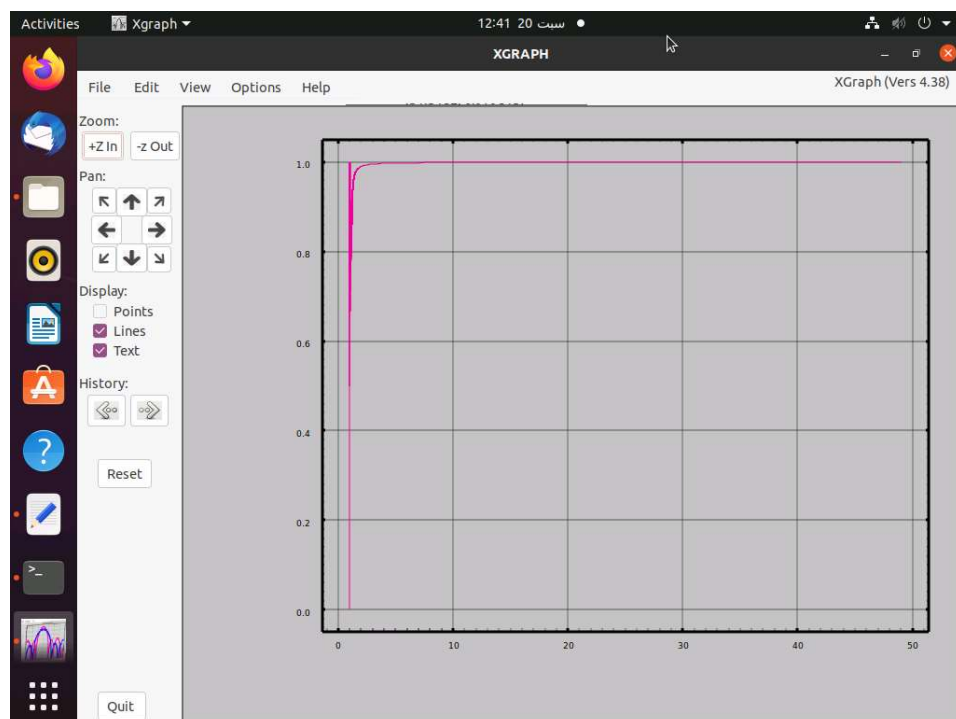 Activities Xgraph 12:41 20 سبت
XGRAPH
File Edit View Options Help XGraph (Vers 4.38)
Zoom:
+Z In -z Out
Pan:
Display:
Points
Lines
Text
History:
Reset
Quit
1.0
0.8
0.6
0.4
0.2
0.0
0 10 20 30 40 50